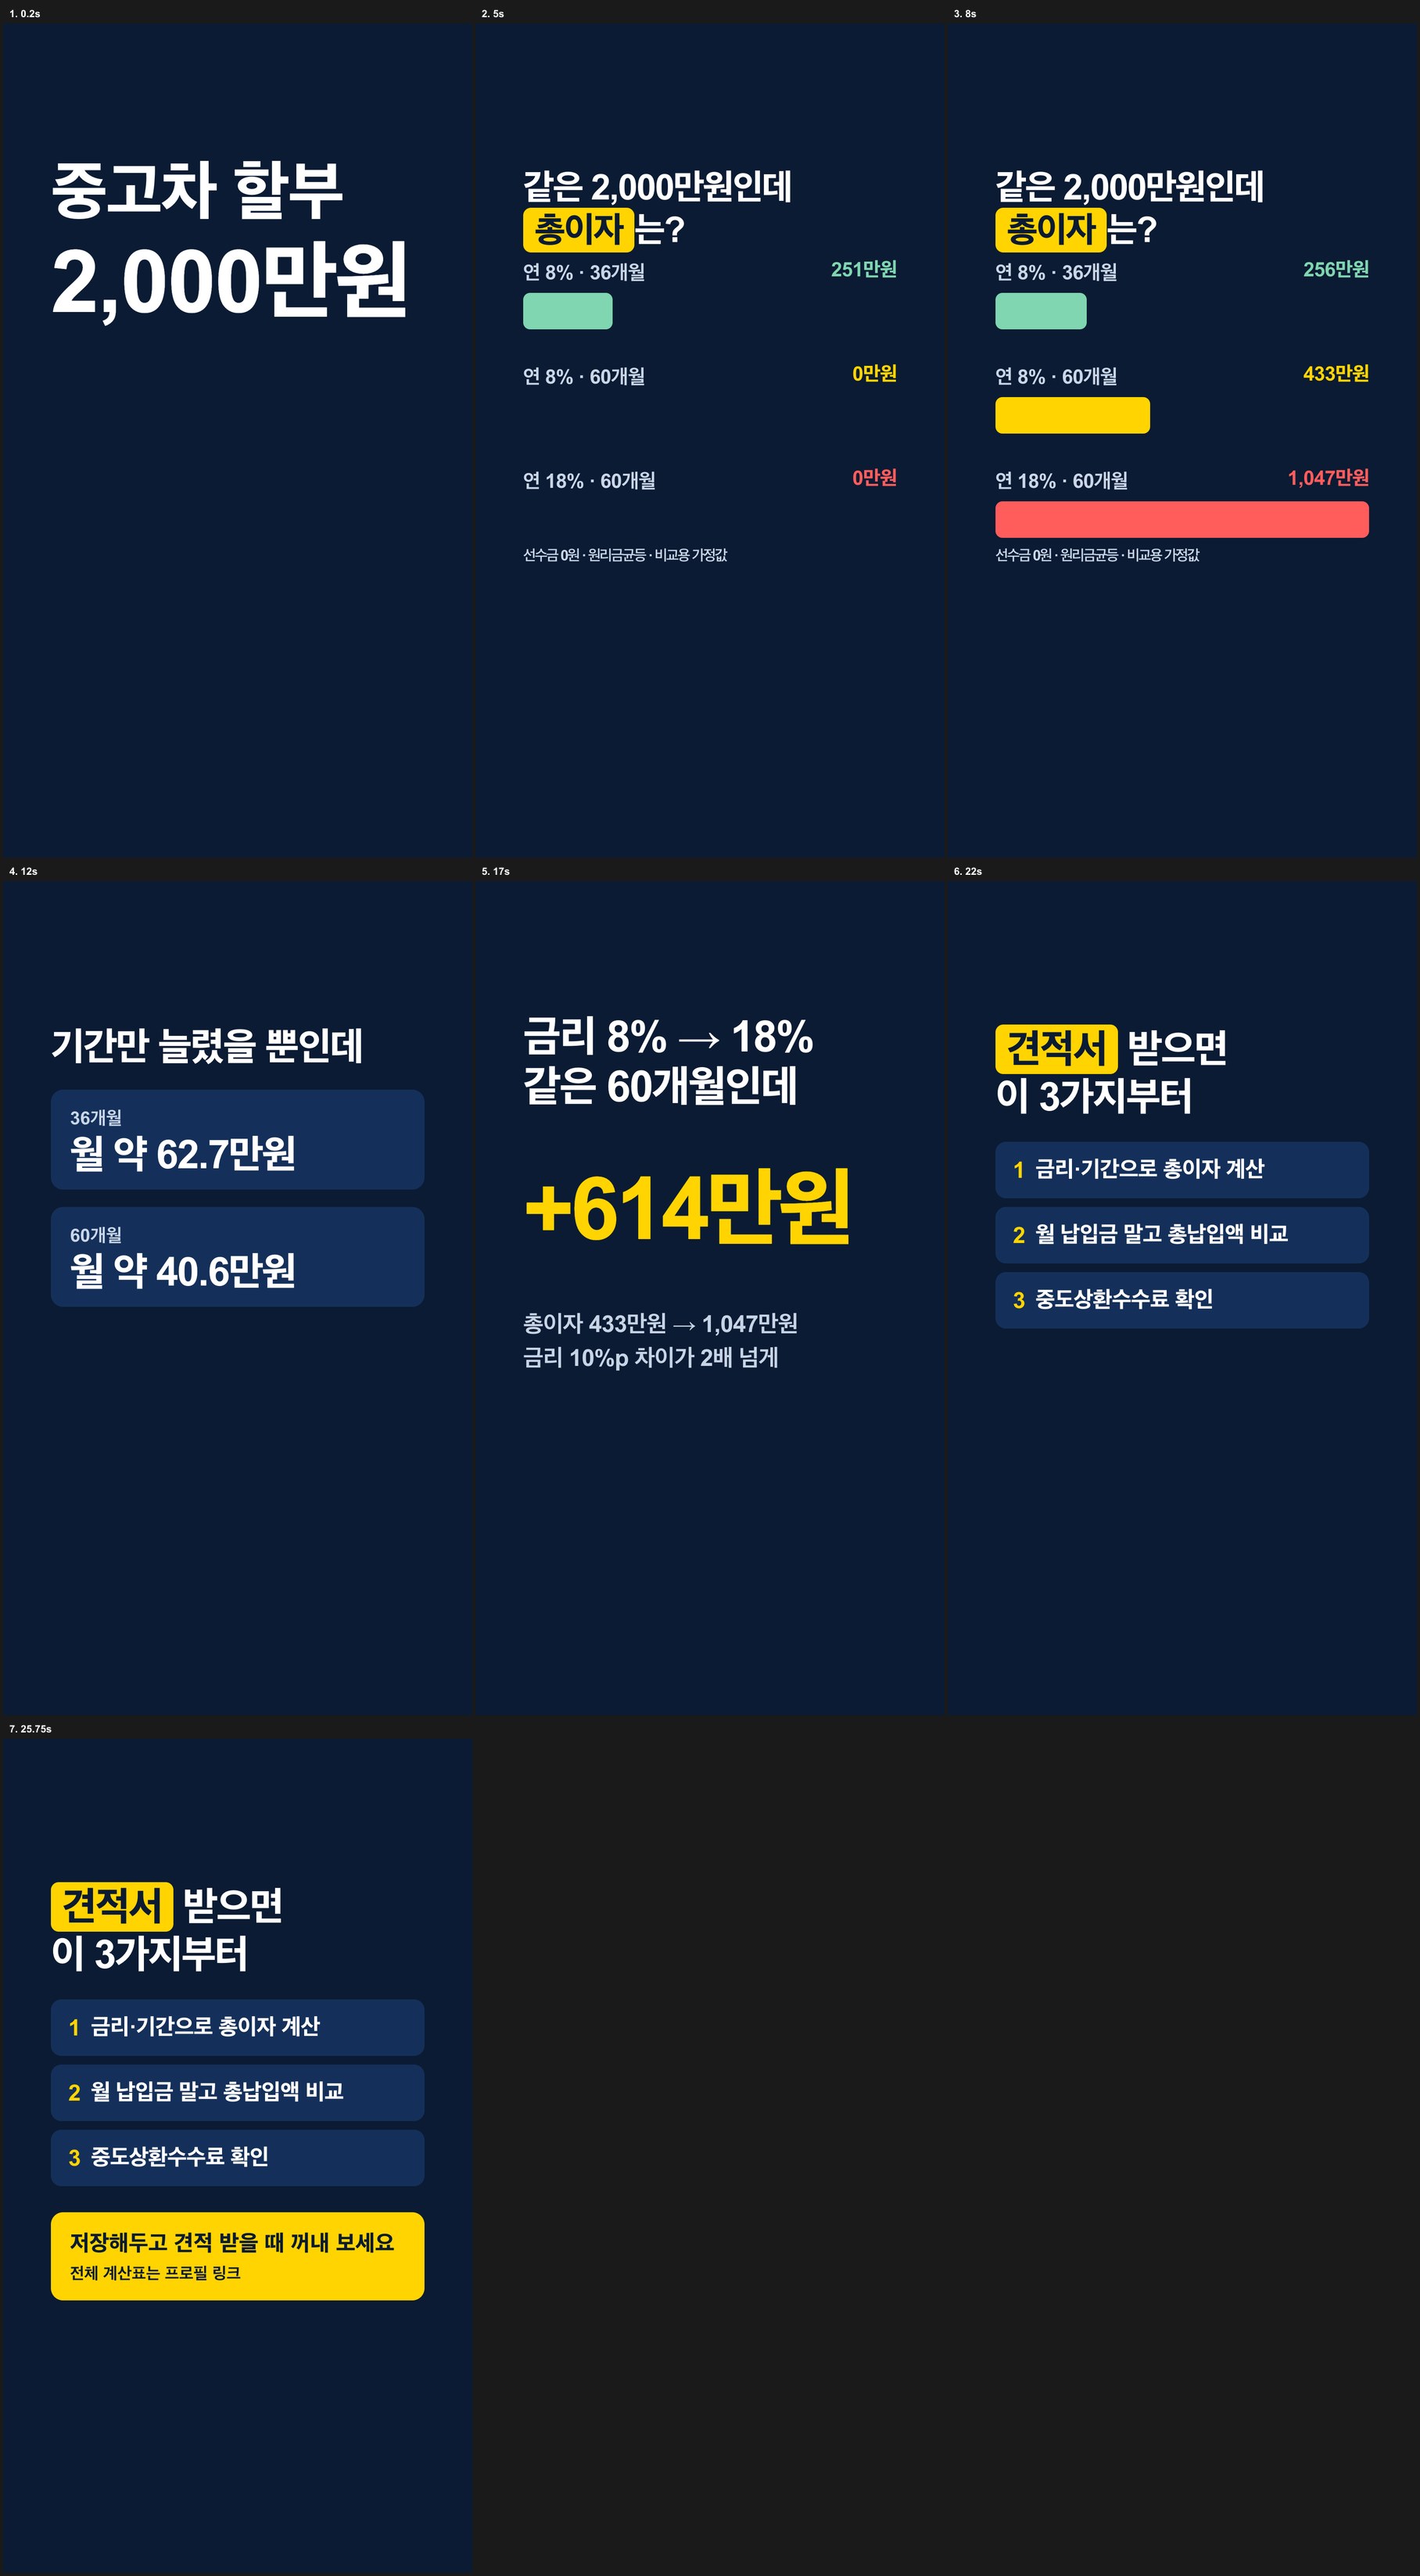 1. 0.2s
중고차 할부
2,000만원
2. 5s
같은 2,000만원인데
총이자는?
연 8% · 36개월 251만원
연 8% · 60개월 0만원
연 18% · 60개월 0만원
선수금 0원 · 원리금균등 · 비교용 가정값
3. 8s
같은 2,000만원인데
총이자는?
연 8% · 36개월 256만원
연 8% · 60개월 433만원
연 18% · 60개월 1,047만원
선수금 0원 · 원리금균등 · 비교용 가정값
4. 12s
기간만 늘렸을 뿐인데
36개월
월 약 62.7만원
60개월
월 약 40.6만원
5. 17s
금리 8% → 18%
같은 60개월인데
+614만원
총이자 433만원 → 1,047만원
금리 10%p 차이가 2배 넘게
6. 22s
견적서 받으면
이 3가지부터
1 금리·기간으로 총이자 계산
2 월 납입금 말고 총납입액 비교
3 중도상환수수료 확인
7. 25.75s
견적서 받으면
이 3가지부터
1 금리·기간으로 총이자 계산
2 월 납입금 말고 총납입액 비교
3 중도상환수수료 확인
저장해두고 견적 받을 때 꺼내 보세요
전체 계산표는 프로필 링크